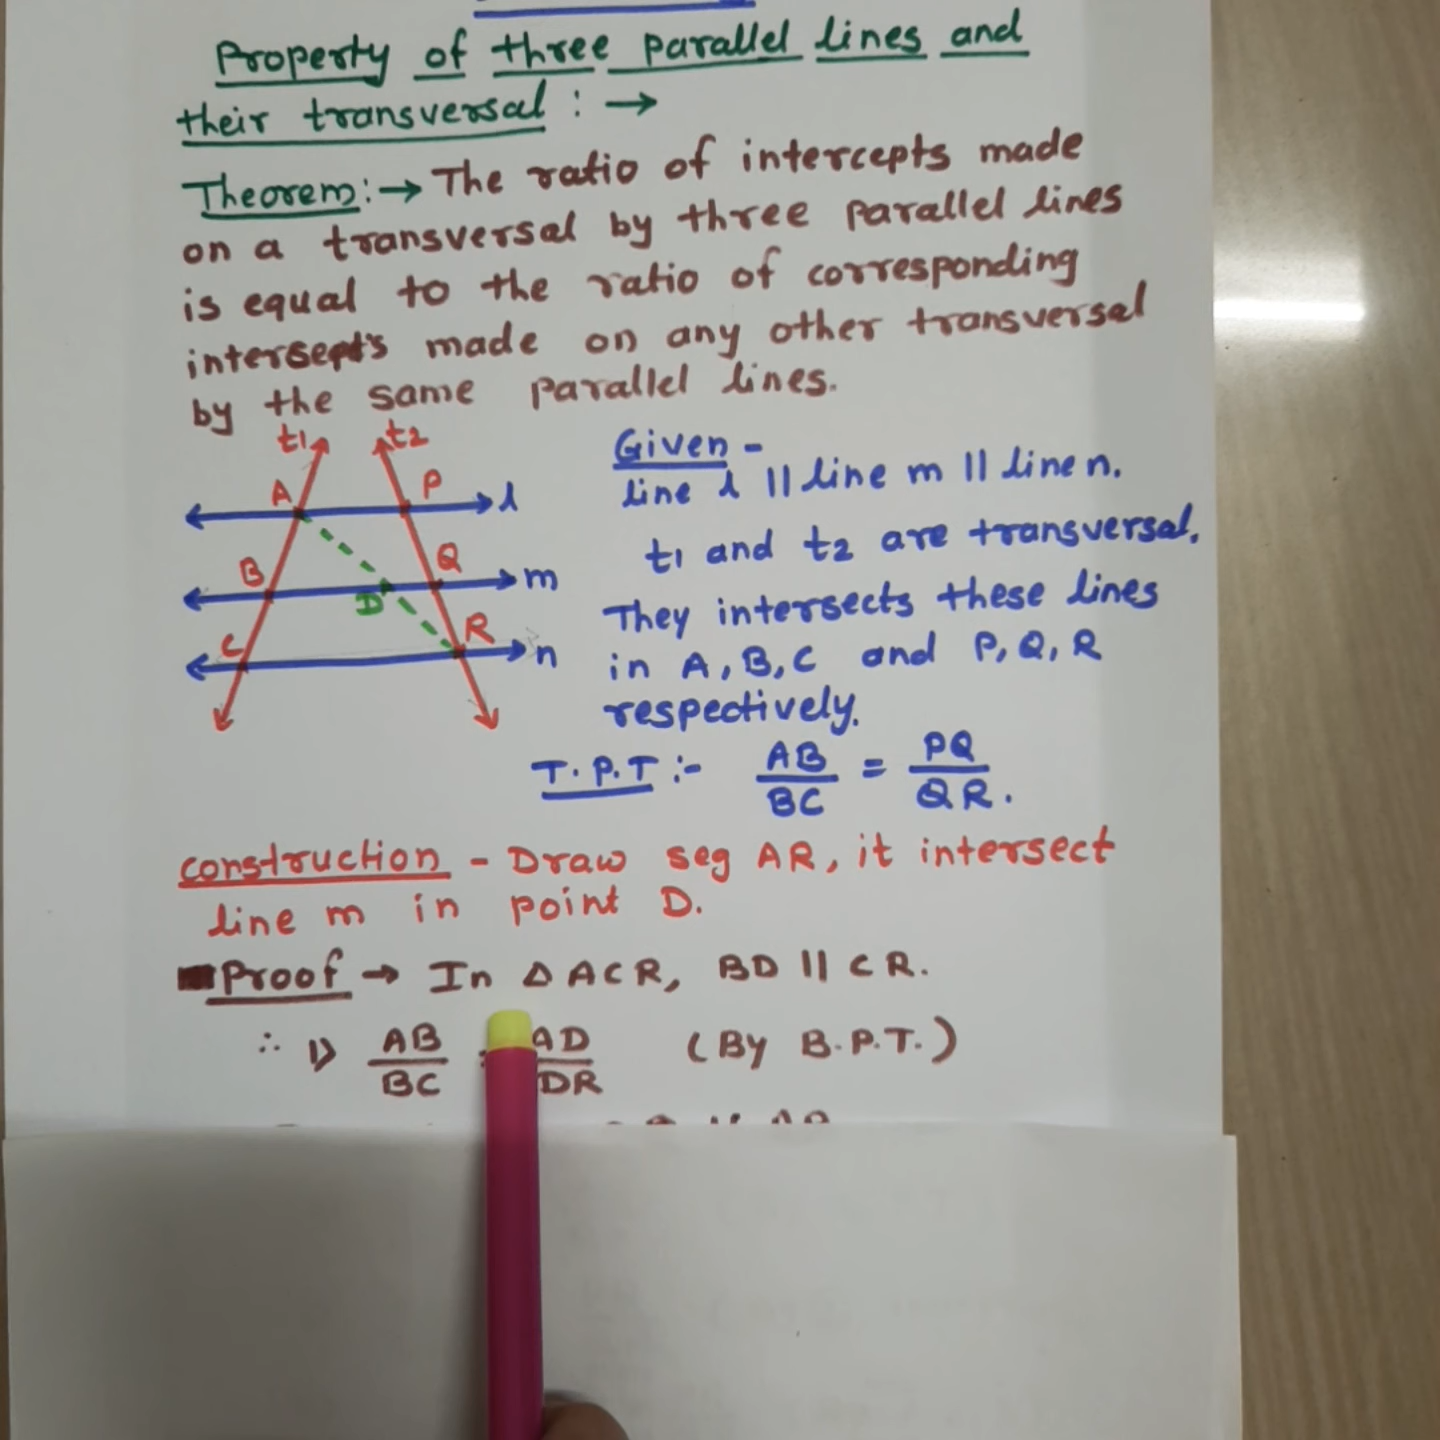 Property of three parallel lines and
their transversal : →
Theorem :→ The ratio of intercepts made
on a transversal by three parallel lines
is equal to the ratio of corresponding
intersepts made on any other transversal
by the same parallel lines.
t1 t2
A P l
B Q m
D
C R n
Given -
line l || line m || line n.
t1 and t2 are transversal.
They intersects these lines
in A, B, C and P, Q, R
respectively.
T.P.T :- AB/BC = PQ/QR.
construction - Draw seg AR, it intersect
line m in point D.
Proof → In △ ACR, BD || CR.
∴ 1) AB/BC = AD/DR (By B.P.T.)